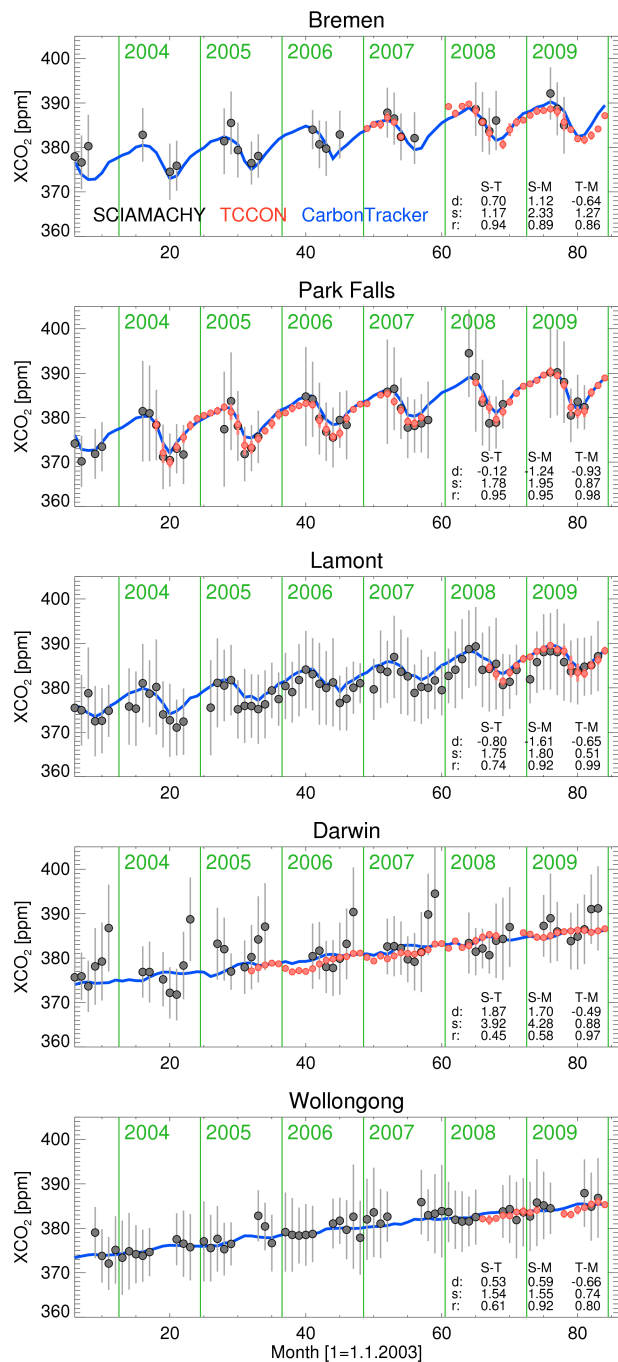 Bremen
2004 2005 2006 2007 2008 2009
400
390
380
370
360
XCO₂ [ppm]
SCIAMACHY TCCON CarbonTracker
S-T S-M T-M
d: 0.70 1.12 -0.64
s: 1.17 2.33 1.27
r: 0.94 0.89 0.86
20 40 60 80
Park Falls
2004 2005 2006 2007 2008 2009
400
390
380
370
360
XCO₂ [ppm]
S-T S-M T-M
d: -0.12 -1.24 -0.93
s: 1.78 1.95 0.87
r: 0.95 0.95 0.98
20 40 60 80
Lamont
2004 2005 2006 2007 2008 2009
400
390
380
370
360
XCO₂ [ppm]
S-T S-M T-M
d: -0.80 -1.61 -0.65
s: 1.75 1.80 0.51
r: 0.74 0.92 0.99
20 40 60 80
Darwin
2004 2005 2006 2007 2008 2009
400
390
380
370
360
XCO₂ [ppm]
S-T S-M T-M
d: 1.87 1.70 -0.49
s: 3.92 4.28 0.88
r: 0.45 0.58 0.97
20 40 60 80
Wollongong
2004 2005 2006 2007 2008 2009
400
390
380
370
360
XCO₂ [ppm]
S-T S-M T-M
d: 0.53 0.59 -0.66
s: 1.54 1.55 0.74
r: 0.61 0.92 0.80
20 40 60 80
Month [1=1.1.2003]